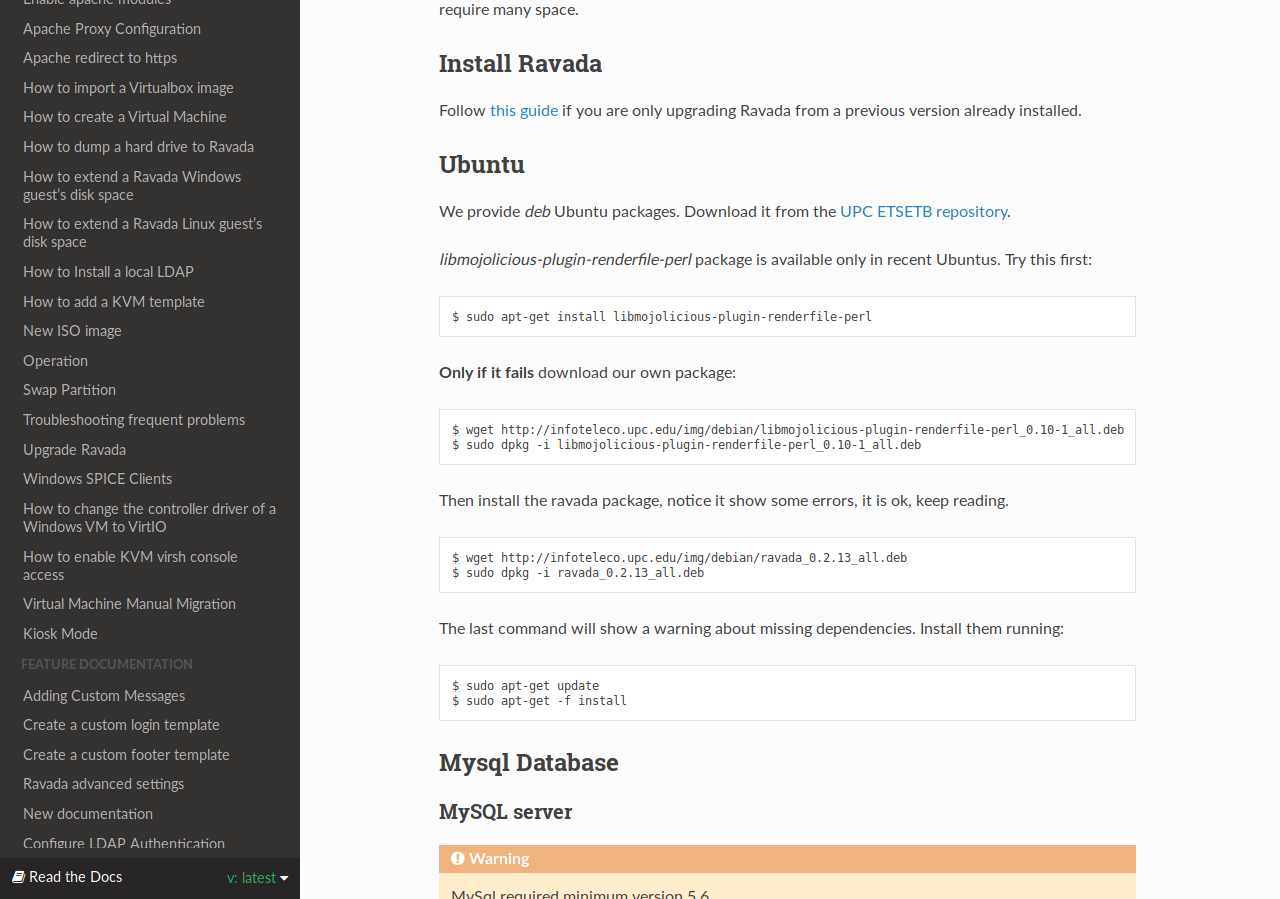 Enable apache modules
Apache Proxy Configuration
Apache redirect to https
How to import a Virtualbox image
How to create a Virtual Machine
How to dump a hard drive to Ravada
How to extend a Ravada Windows
guest's disk space
How to extend a Ravada Linux guest's
disk space
How to Install a local LDAP
How to add a KVM template
New ISO image
Operation
Swap Partition
Troubleshooting frequent problems
Upgrade Ravada
Windows SPICE Clients
How to change the controller driver of a
Windows VM to VirtIO
How to enable KVM virsh console
access
Virtual Machine Manual Migration
Kiosk Mode
FEATURE DOCUMENTATION
Adding Custom Messages
Create a custom login template
Create a custom footer template
Ravada advanced settings
New documentation
Configure LDAP Authentication
Read the Docs
v: latest
require many space.
Install Ravada
Follow this guide if you are only upgrading Ravada from a previous version already installed.
Ubuntu
We provide deb Ubuntu packages. Download it from the UPC ETSETB repository.
libmojolicious-plugin-renderfile-perl package is available only in recent Ubuntus. Try this first:
$ sudo apt-get install libmojolicious-plugin-renderfile-perl
Only if it fails download our own package:
$ wget http://infoteleco.upc.edu/img/debian/libmojolicious-plugin-renderfile-perl_0.10-1_all.deb
$ sudo dpkg -i libmojolicious-plugin-renderfile-perl_0.10-1_all.deb
Then install the ravada package, notice it show some errors, it is ok, keep reading.
$ wget http://infoteleco.upc.edu/img/debian/ravada_0.2.13_all.deb
$ sudo dpkg -i ravada_0.2.13_all.deb
The last command will show a warning about missing dependencies. Install them running:
$ sudo apt-get update
$ sudo apt-get -f install
Mysql Database
MySQL server
Warning
MySql required minimum version 5.6